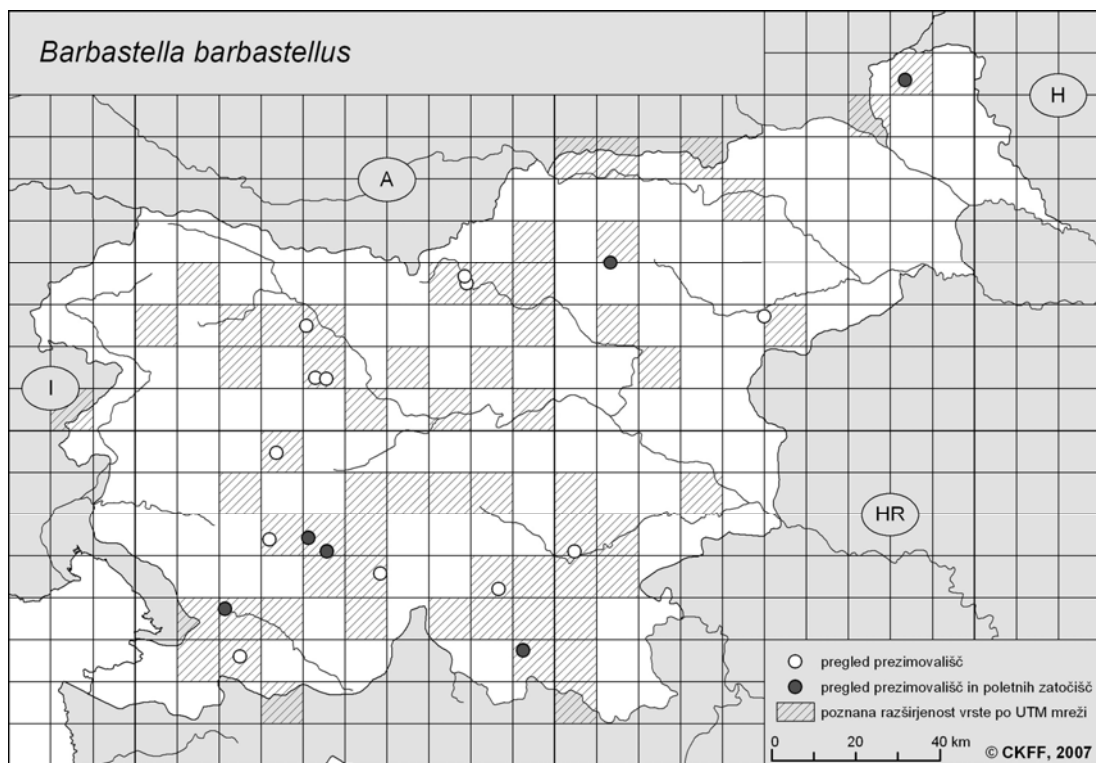 Barbastella barbastellus
H
A
I
HR
pregled prezimovališč
pregled prezimovališč in poletnih zatočišč
poznana razširjenost vrste po UTM mreži
0 20 40 km
© CKFF, 2007